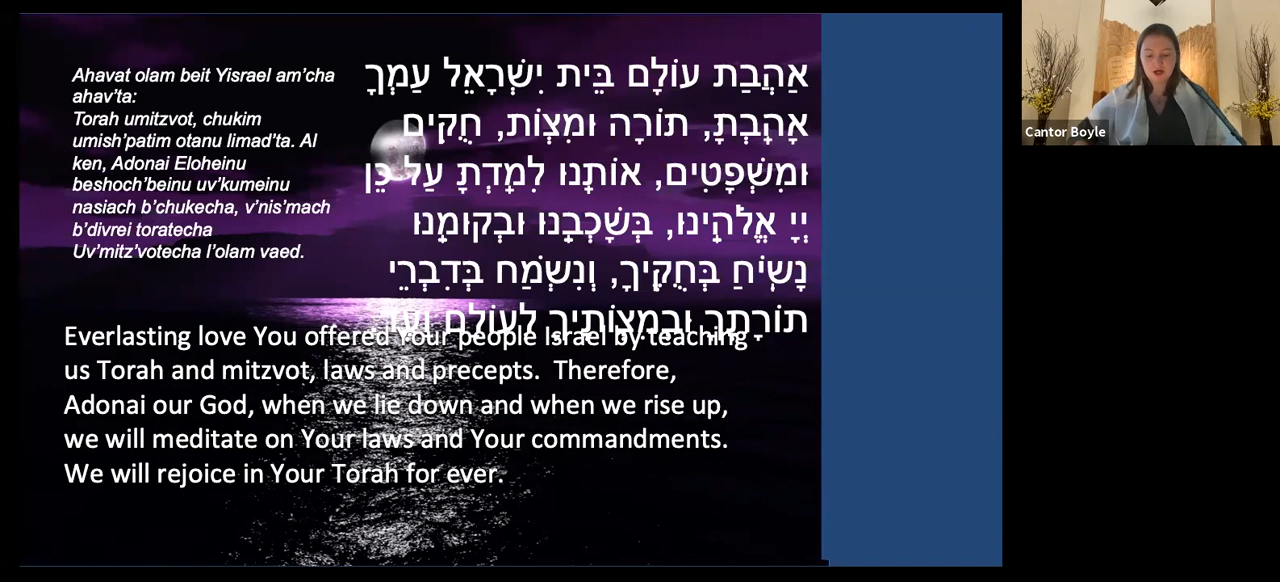 Ahavat olam beit Yisrael am’cha
ahav’ta:
Torah umitzvot, chukim
umish’patim otanu limad’ta. Al
ken, Adonai Eloheinu
beshoch’beinu uv’kumeinu
nasiach b’chukecha, v’nis’mach
b’divrei toratecha
Uv’mitz’votecha l’olam vaed.
אַהֲבַת עוֹלָם בֵּית יִשְׂרָאֵל עַמְךָ
אָהָֽבְתָּ, תּוֹרָה וּמִצְוֹת, חֻקִּים
וּמִשְׁפָּטִים, אוֹתָֽנוּ לִמַּֽדְתָּ עַל כֵּן
יְיָ אֱלֹהֵֽינוּ, בְּשָׁכְבֵּֽנוּ וּבְקוּמֵֽנוּ
נָשִֽׂיחַ בְּחֻקֶּֽיךָ, וְנִשְׂמַח בְּדִבְרֵי
תוֹרָתֶֽךָ וּבְמִצְוֹתֶֽיךָ לְעוֹלָם וָעֶד
Everlasting love You offered Your people Israel by teaching
us Torah and mitzvot, laws and precepts.  Therefore,
Adonai our God, when we lie down and when we rise up,
we will meditate on Your laws and Your commandments.
We will rejoice in Your Torah for ever.
Cantor Boyle